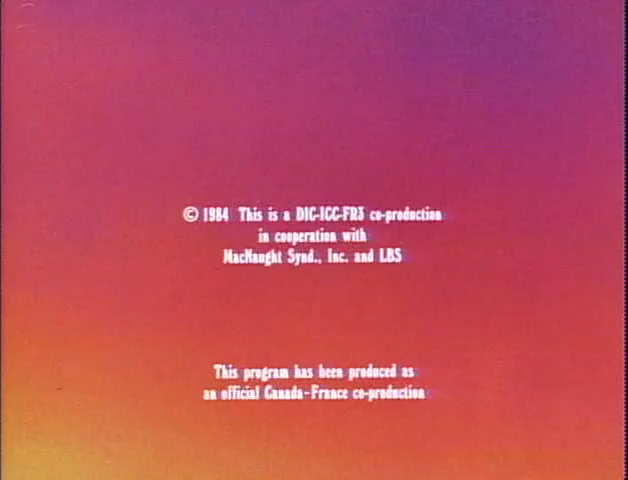 © 1984 This is a DIC-ICC-FR3 co-production
in cooperation with
MacNaught Synd., Inc. and LBS
This program has been produced as
an official Canada-France co-production